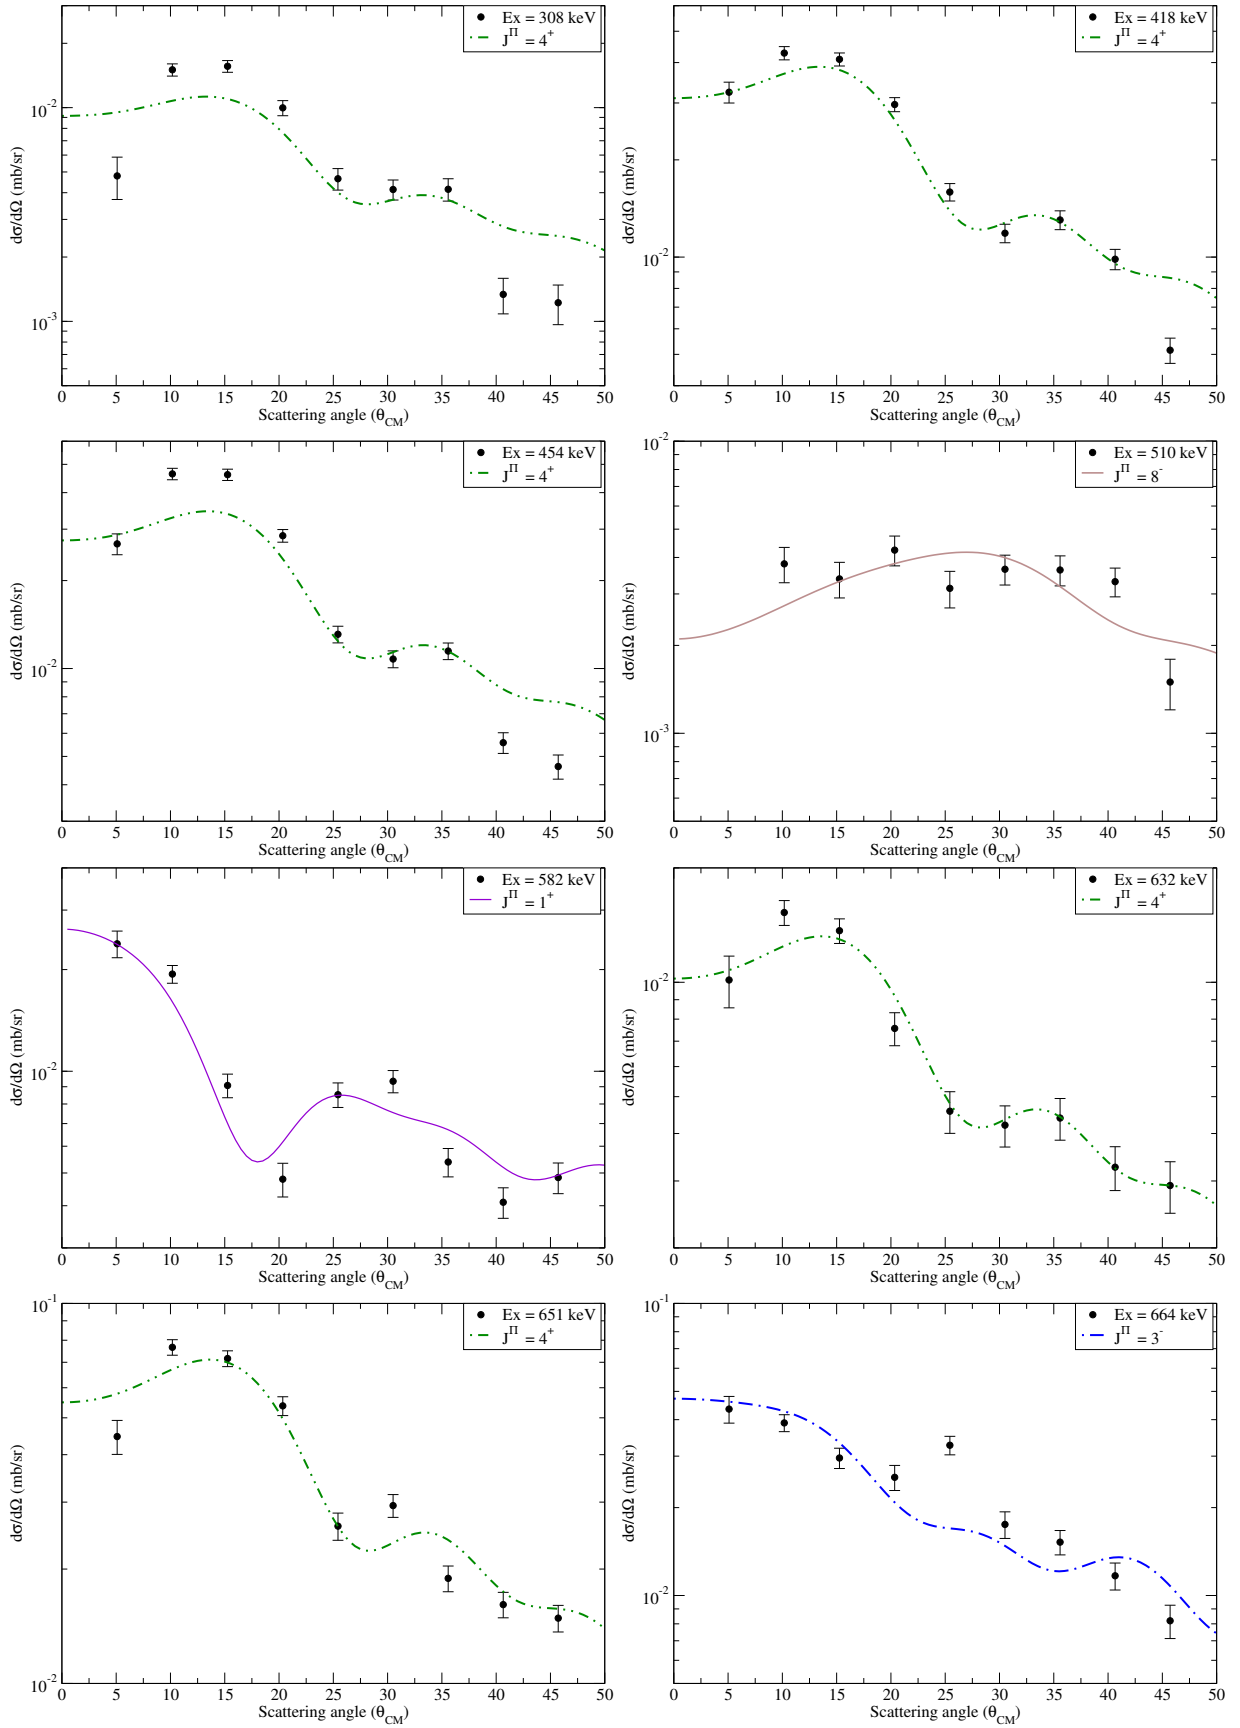 Ex = 308 keV
J^Π = 4^+
10^-2
10^-3
dσ/dΩ (mb/sr)
0 5 10 15 20 25 30 35 40 45 50
Scattering angle (θ_CM)
Ex = 418 keV
J^Π = 4^+
10^-2
dσ/dΩ (mb/sr)
0 5 10 15 20 25 30 35 40 45 50
Scattering angle (θ_CM)
Ex = 454 keV
J^Π = 4^+
10^-2
dσ/dΩ (mb/sr)
0 5 10 15 20 25 30 35 40 45 50
Scattering angle (θ_CM)
10^-2
Ex = 510 keV
J^Π = 8^-
10^-3
dσ/dΩ (mb/sr)
0 5 10 15 20 25 30 35 40 45 50
Scattering angle (θ_CM)
Ex = 582 keV
J^Π = 1^+
10^-2
dσ/dΩ (mb/sr)
0 5 10 15 20 25 30 35 40 45 50
Scattering angle (θ_CM)
Ex = 632 keV
J^Π = 4^+
10^-2
dσ/dΩ (mb/sr)
0 5 10 15 20 25 30 35 40 45 50
Scattering angle (θ_CM)
10^-1
Ex = 651 keV
J^Π = 4^+
dσ/dΩ (mb/sr)
10^-2
0 5 10 15 20 25 30 35 40 45 50
Scattering angle (θ_CM)
10^-1
Ex = 664 keV
J^Π = 3^-
dσ/dΩ (mb/sr)
10^-2
0 5 10 15 20 25 30 35 40 45 50
Scattering angle (θ_CM)